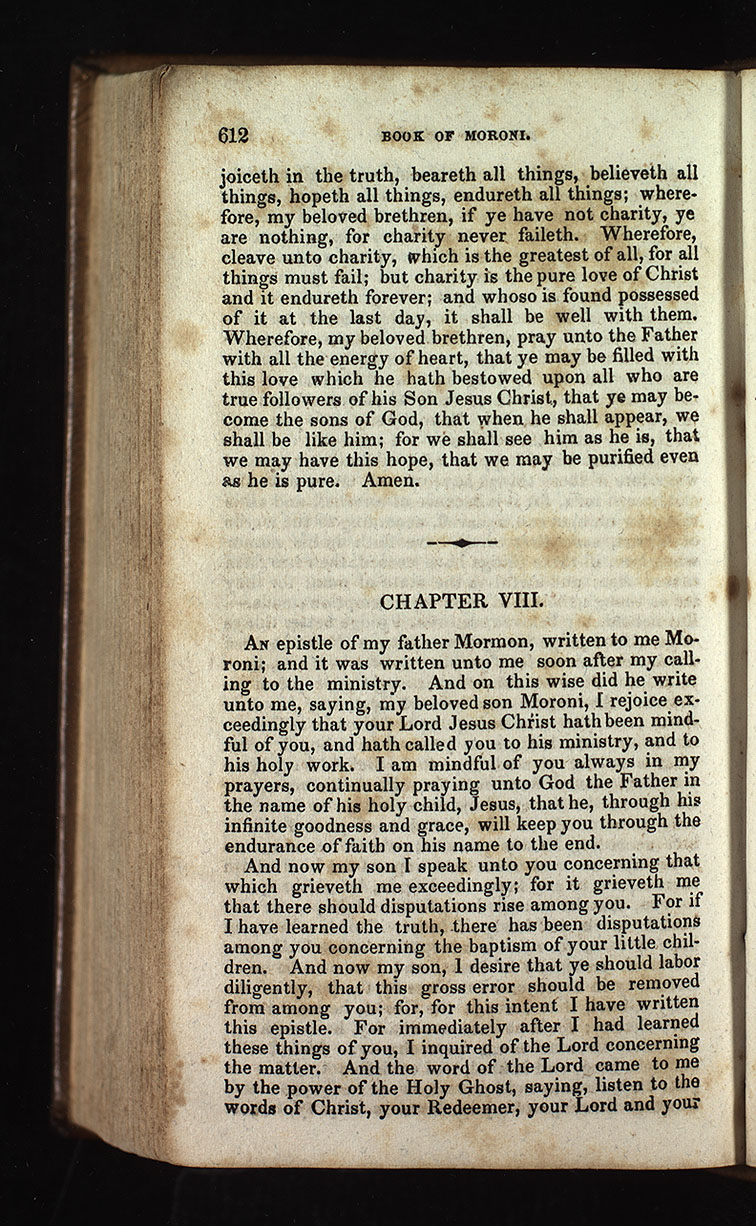 612 BOOK OF MORONI.
joiceth in the truth, beareth all things, believeth all
things, hopeth all things, endureth all things; where-
fore, my beloved brethren, if ye have not charity, ye
are nothing, for charity never faileth. Wherefore,
cleave unto charity, which is the greatest of all, for all
things must fail; but charity is the pure love of Christ
and it endureth forever; and whoso is found possessed
of it at the last day, it shall be well with them.
Wherefore, my beloved brethren, pray unto the Father
with all the energy of heart, that ye may be filled with
this love which he hath bestowed upon all who are
true followers of his Son Jesus Christ, that ye may be-
come the sons of God, that when he shall appear, we
shall be like him; for we shall see him as he is, that
we may have this hope, that we may be purified even
as he is pure. Amen.
CHAPTER VIII.
AN epistle of my father Mormon, written to me Mo-
roni; and it was written unto me soon after my call-
ing to the ministry. And on this wise did he write
unto me, saying, my beloved son Moroni, I rejoice ex-
ceedingly that your Lord Jesus Christ hath been mind-
ful of you, and hath called you to his ministry, and to
his holy work. I am mindful of you always in my
prayers, continually praying unto God the Father in
the name of his holy child, Jesus, that he, through his
infinite goodness and grace, will keep you through the
endurance of faith on his name to the end.
And now my son I speak unto you concerning that
which grieveth me exceedingly; for it grieveth me
that there should disputations rise among you. For if
I have learned the truth, there has been disputations
among you concerning the baptism of your little chil-
dren. And now my son, I desire that ye should labor
diligently, that this gross error should be removed
from among you; for, for this intent I have written
this epistle. For immediately after I had learned
these things of you, I inquired of the Lord concerning
the matter. And the word of the Lord came to me
by the power of the Holy Ghost, saying, listen to the
words of Christ, your Redeemer, your Lord and your